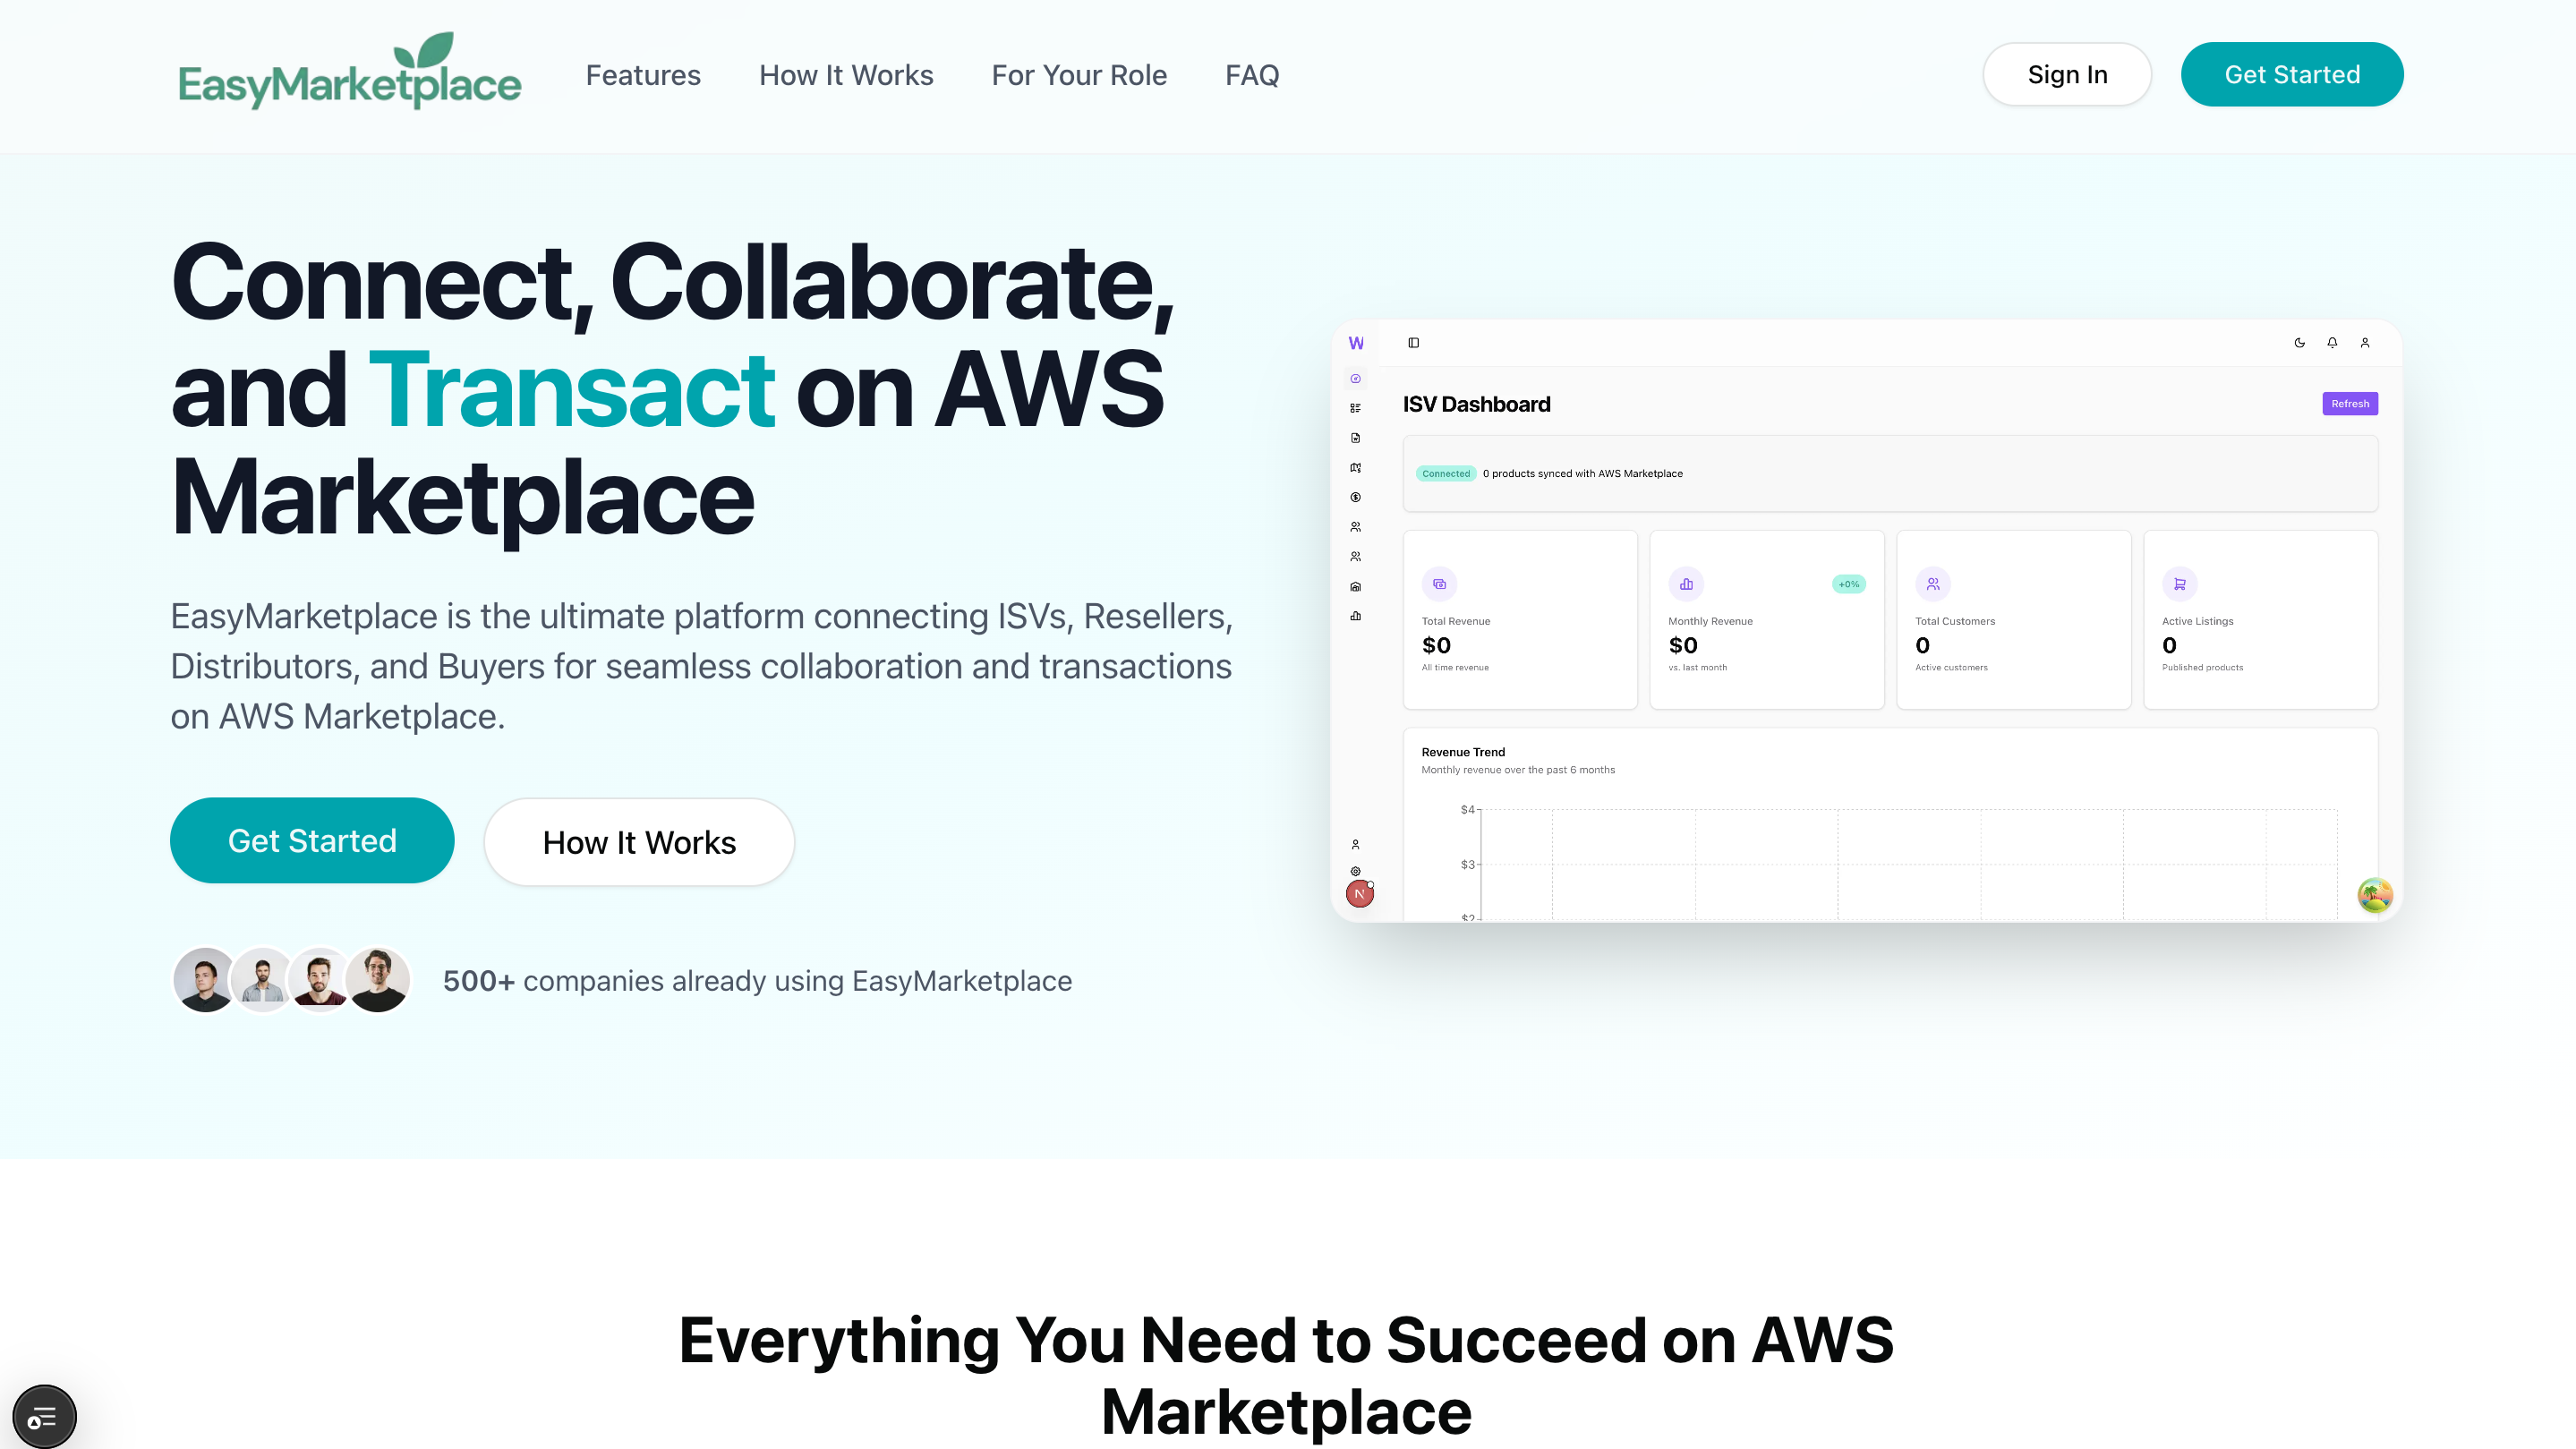 EasyMarketplace
Features
How It Works
For Your Role
FAQ
Sign In
Get Started
Connect, Collaborate,
and Transact on AWS
Marketplace
EasyMarketplace is the ultimate platform connecting ISVs, Resellers,
Distributors, and Buyers for seamless collaboration and transactions
on AWS Marketplace.
Get Started
How It Works
500+ companies already using EasyMarketplace
W
ISV Dashboard
Refresh
Connected
0 products synced with AWS Marketplace
Total Revenue
$0
All time revenue
+0%
Monthly Revenue
$0
vs. last month
Total Customers
0
Active customers
Active Listings
0
Published products
Revenue Trend
Monthly revenue over the past 6 months
$4
$3
$2
N
Everything You Need to Succeed on AWS
Marketplace